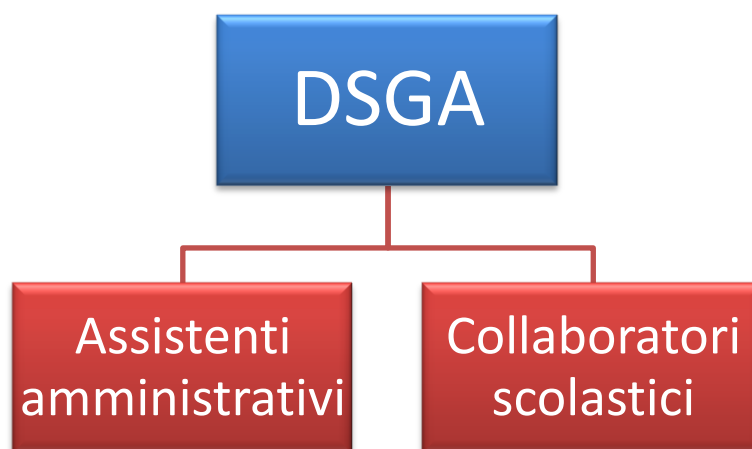 DSGA
Assistenti
amministrativi
Collaboratori
scolastici